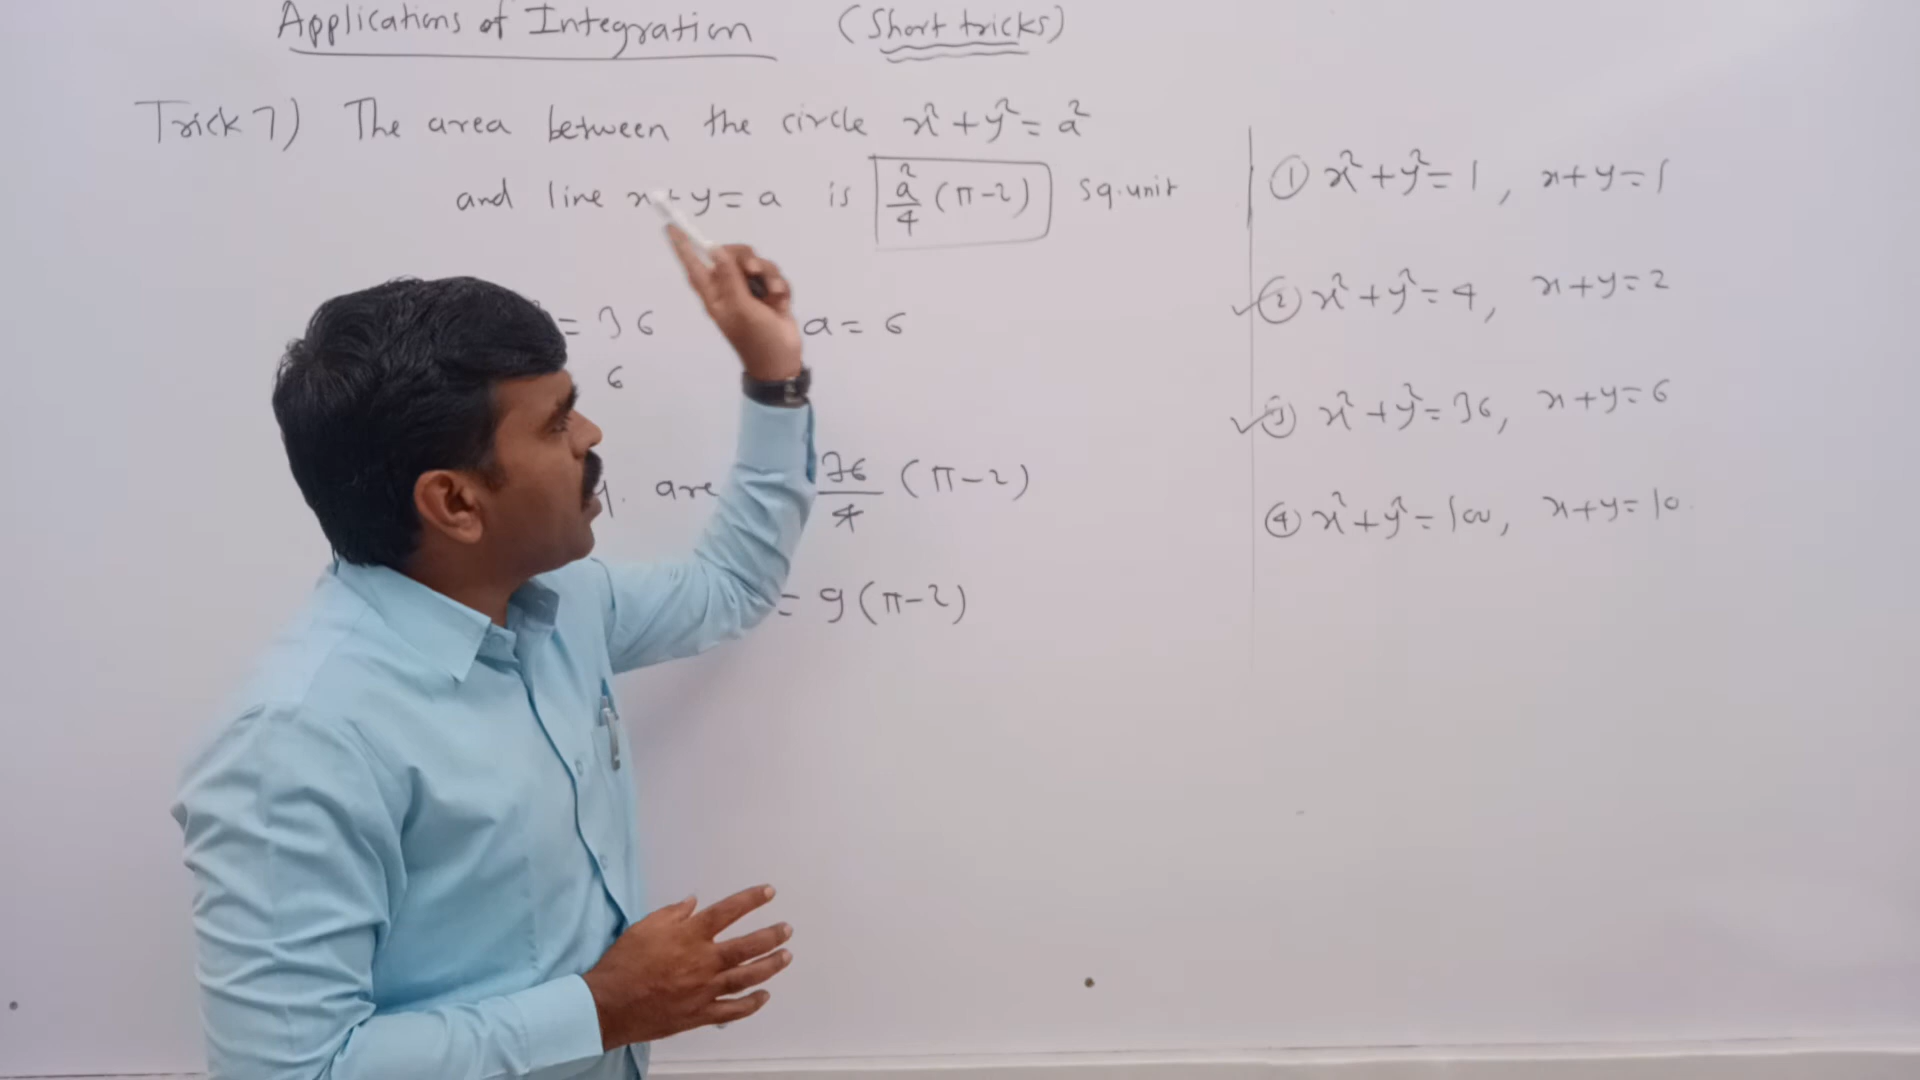 Applications of Integration (Short tricks)
Trick 7) The area between the circle x²+y²=a²
and line x+y=a is a²/4 (π-2) sq.unit
= 36 a = 6
6
are 36/4 (π-2)
= 9(π-2)
① x²+y²=1, x+y=1
② x²+y²=4, x+y=2
③ x²+y²=36, x+y=6
④ x²+y²=100, x+y=10